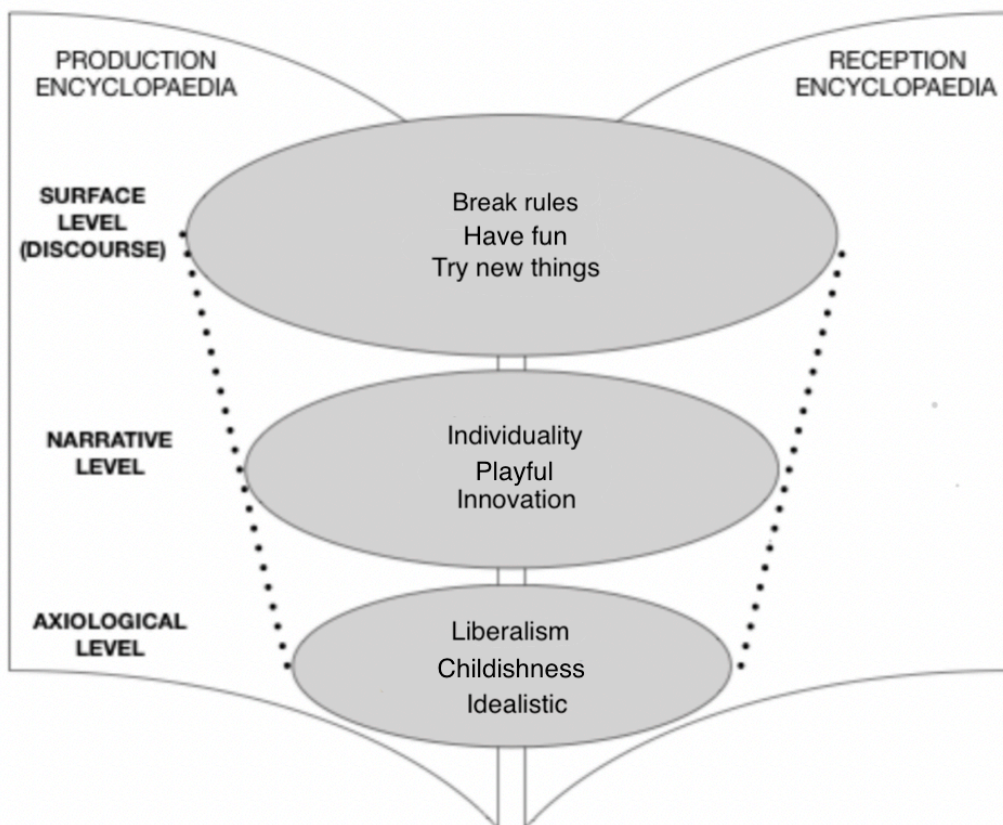 PRODUCTION
ENCYCLOPAEDIA
RECEPTION
ENCYCLOPAEDIA
SURFACE
LEVEL
(DISCOURSE)
Break rules
Have fun
Try new things
NARRATIVE
LEVEL
Individuality
Playful
Innovation
AXIOLOGICAL
LEVEL
Liberalism
Childishness
Idealistic